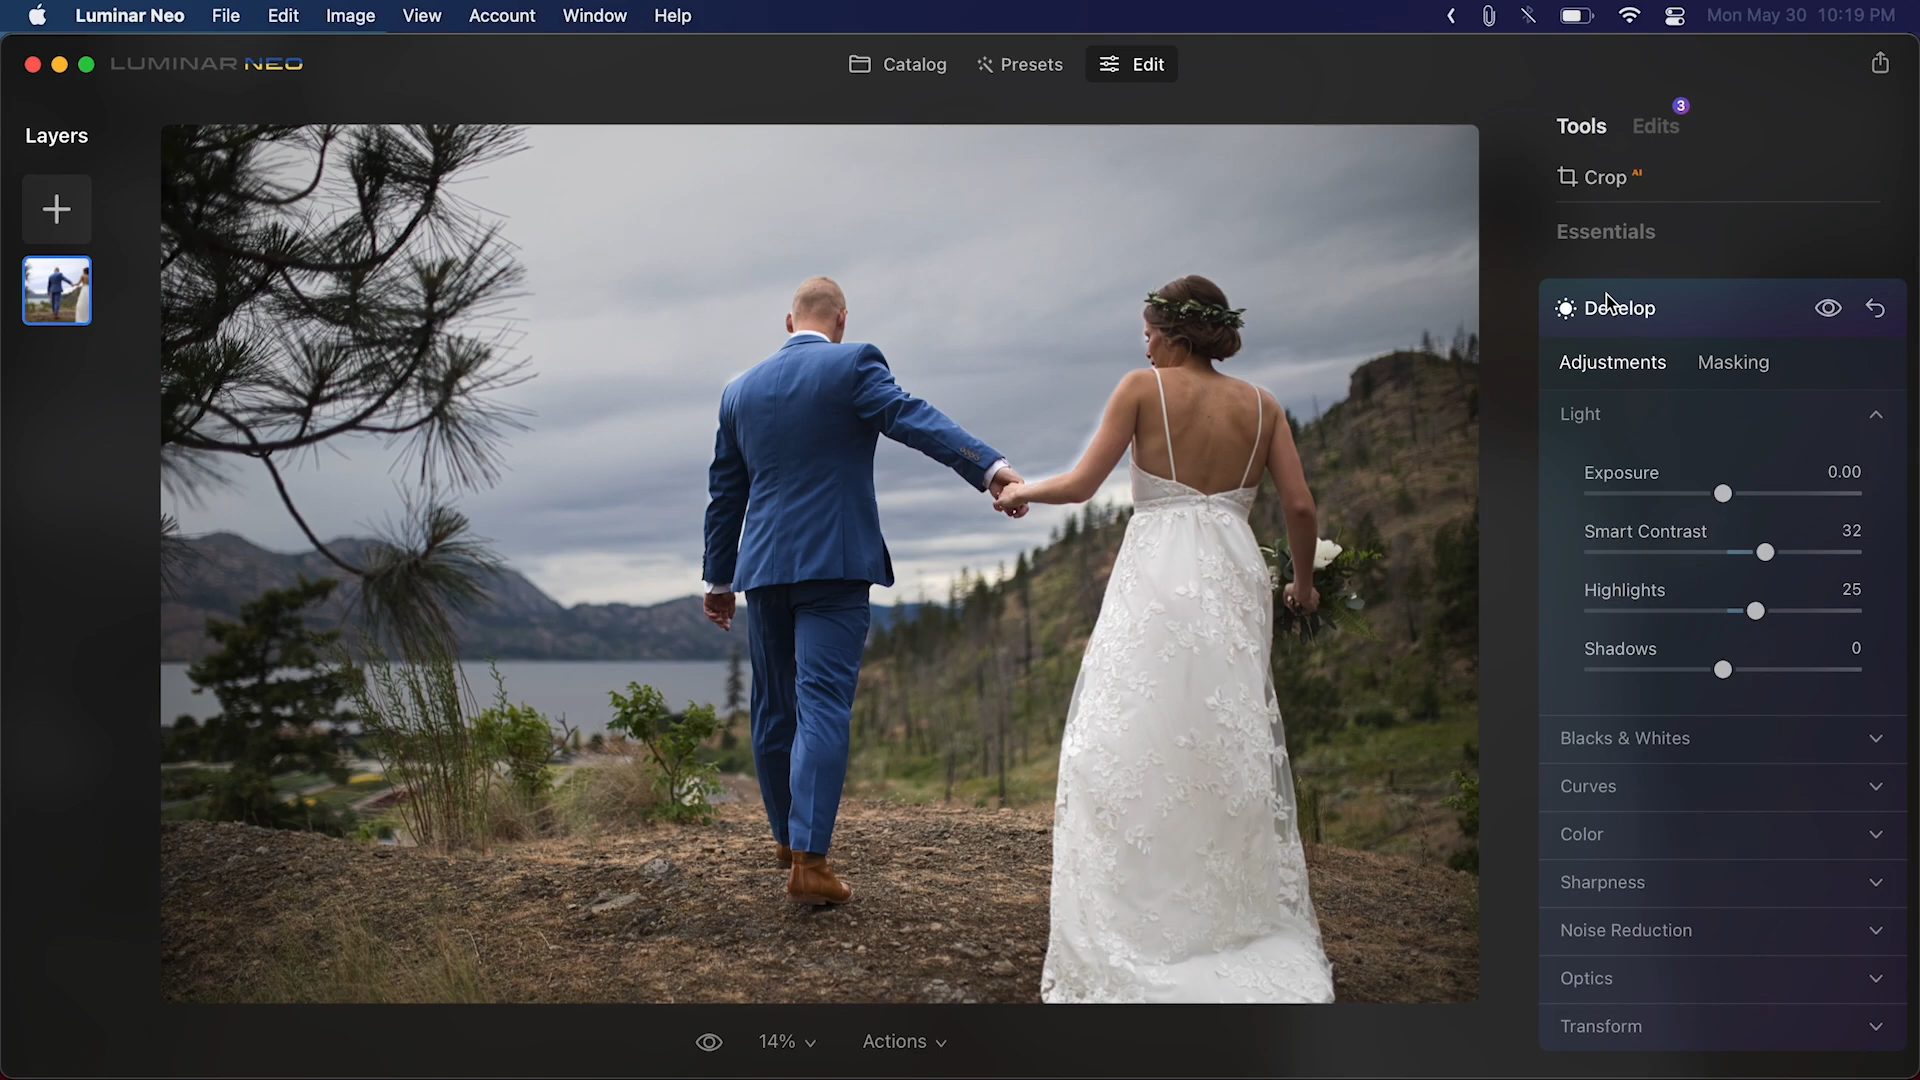 Luminar Neo File Edit Image View Account Window Help Mon May 30 10:19 PM
LUMINAR NEO Catalog Presets Edit
Layers
Tools Edits 3
Crop AI
Essentials
Develop
Adjustments Masking
Light
Exposure 0.00
Smart Contrast 32
Highlights 25
Shadows 0
Blacks & Whites
Curves
Color
Sharpness
Noise Reduction
Optics
Transform
14% Actions